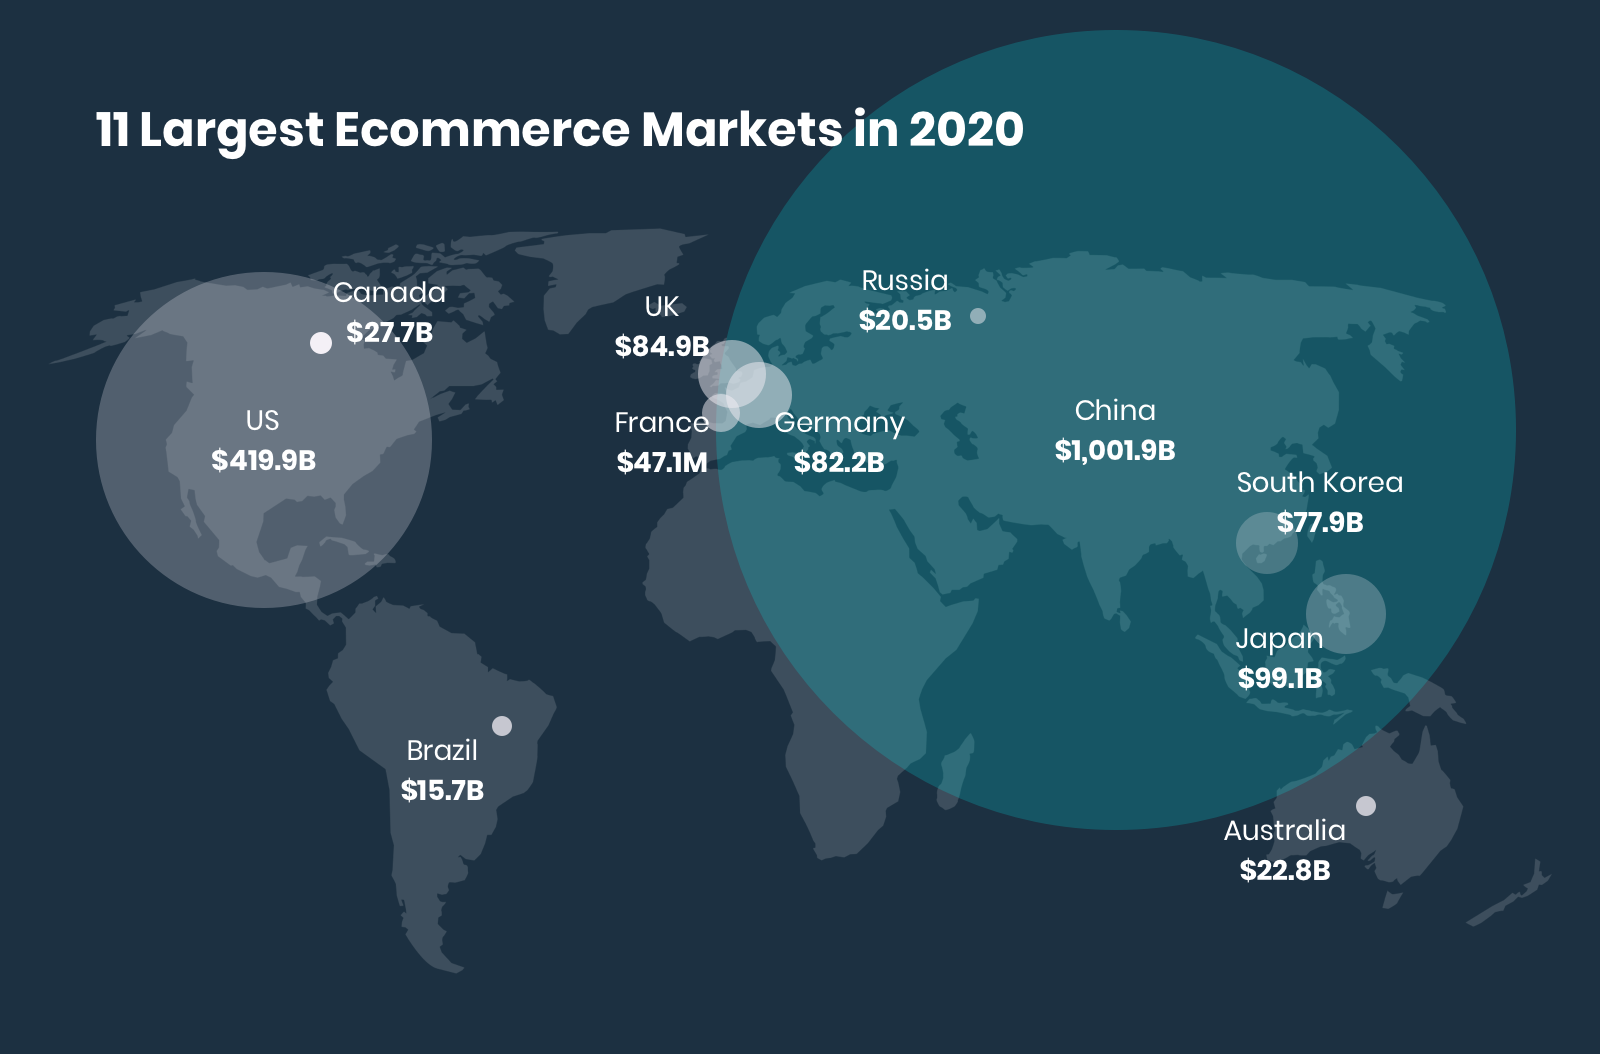 11 Largest Ecommerce Markets in 2020
Canada
$27.7B
US
$419.9B
UK
$84.9B
France
$47.1M
Germany
$82.2B
Russia
$20.5B
China
$1,001.9B
South Korea
$77.9B
Japan
$99.1B
Brazil
$15.7B
Australia
$22.8B